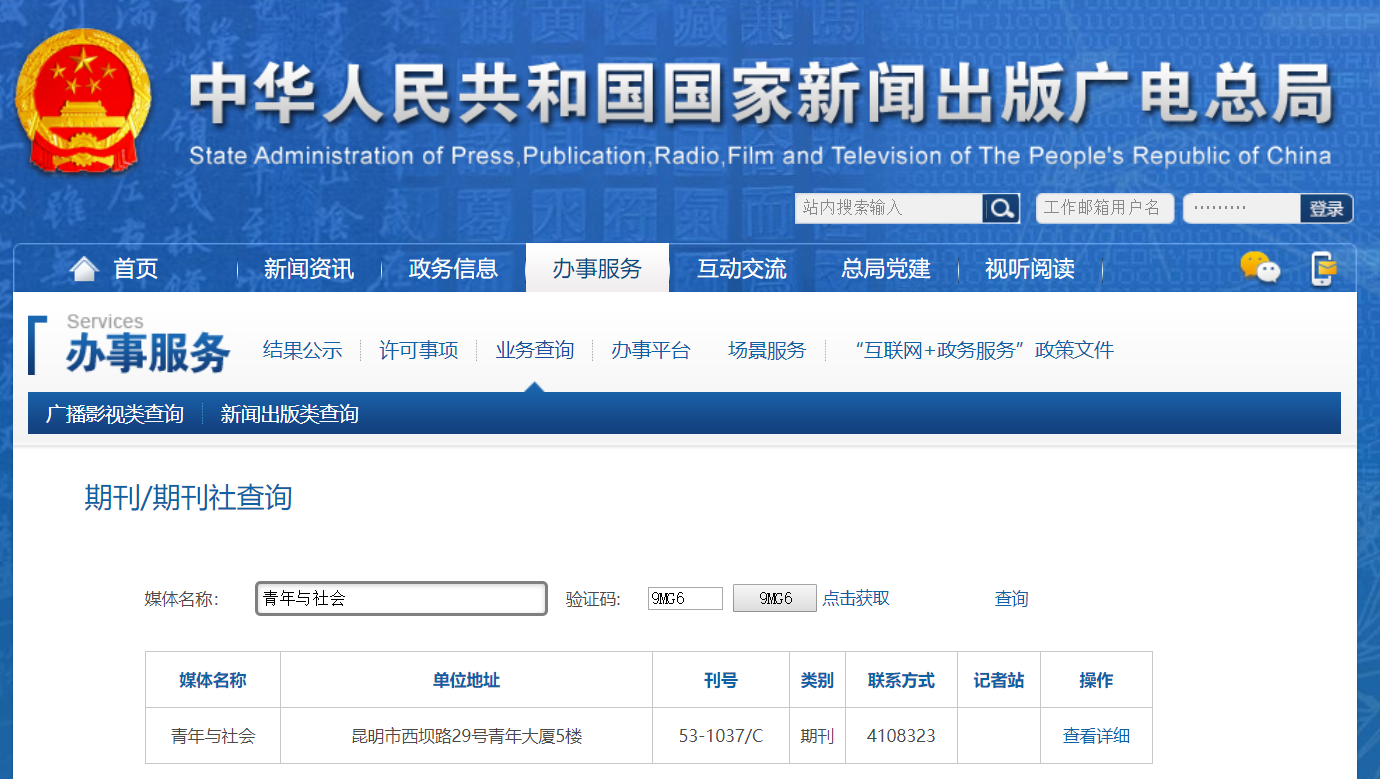 中华人民共和国国家新闻出版广电总局
State Administration of Press,Publication,Radio,Film and Television of The People's Republic of China
站内搜索输入 工作邮箱用户名 ········· 登录
首页 新闻资讯 政务信息 办事服务 互动交流 总局党建 视听阅读
Services
办事服务 结果公示 许可事项 业务查询 办事平台 场景服务 “互联网+政务服务”政策文件
广播影视类查询 新闻出版类查询
期刊/期刊社查询
媒体名称: 青年与社会 验证码: 9MG6 9MG6 点击获取 查询
媒体名称 单位地址 刊号 类别 联系方式 记者站 操作
青年与社会 昆明市西坝路29号青年大厦5楼 53-1037/C 期刊 4108323 查看详细